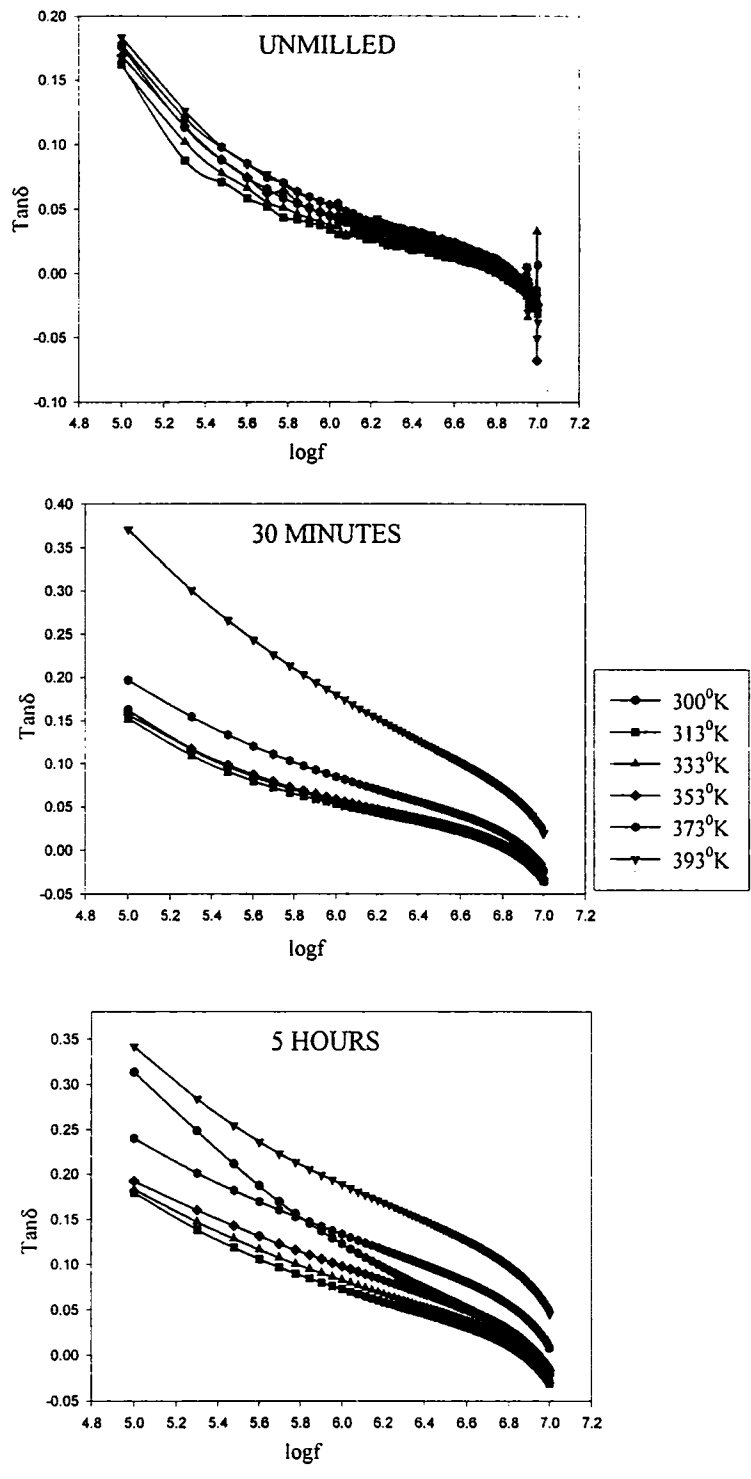 UNMILLED
Tanδ
0.20
0.15
0.10
0.05
0.00
-0.05
-0.10
4.8 5.0 5.2 5.4 5.6 5.8 6.0 6.2 6.4 6.6 6.8 7.0 7.2
logf
30 MINUTES
Tanδ
0.40
0.35
0.30
0.25
0.20
0.15
0.10
0.05
0.00
-0.05
4.8 5.0 5.2 5.4 5.6 5.8 6.0 6.2 6.4 6.6 6.8 7.0 7.2
logf
300⁰K
313⁰K
333⁰K
353⁰K
373⁰K
393⁰K
5 HOURS
Tanδ
0.35
0.30
0.25
0.20
0.15
0.10
0.05
0.00
-0.05
4.8 5.0 5.2 5.4 5.6 5.8 6.0 6.2 6.4 6.6 6.8 7.0 7.2
logf